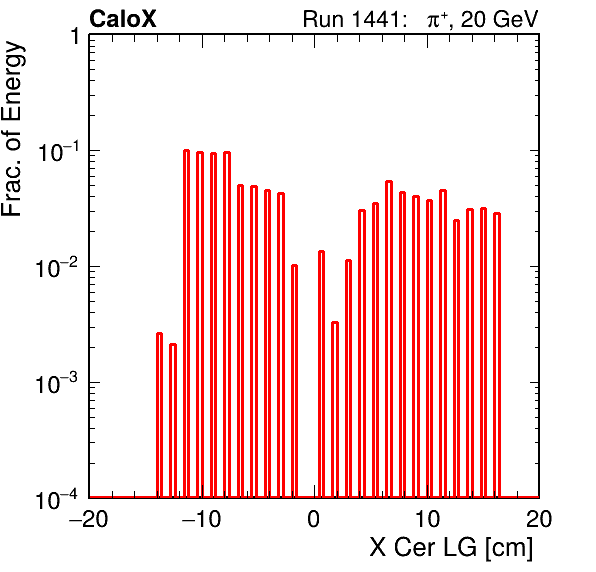 CaloX
Run 1441: π⁺, 20 GeV
Frac. of Energy
1
10⁻¹
10⁻²
10⁻³
10⁻⁴
−20 −10 0 10 20
X Cer LG [cm]